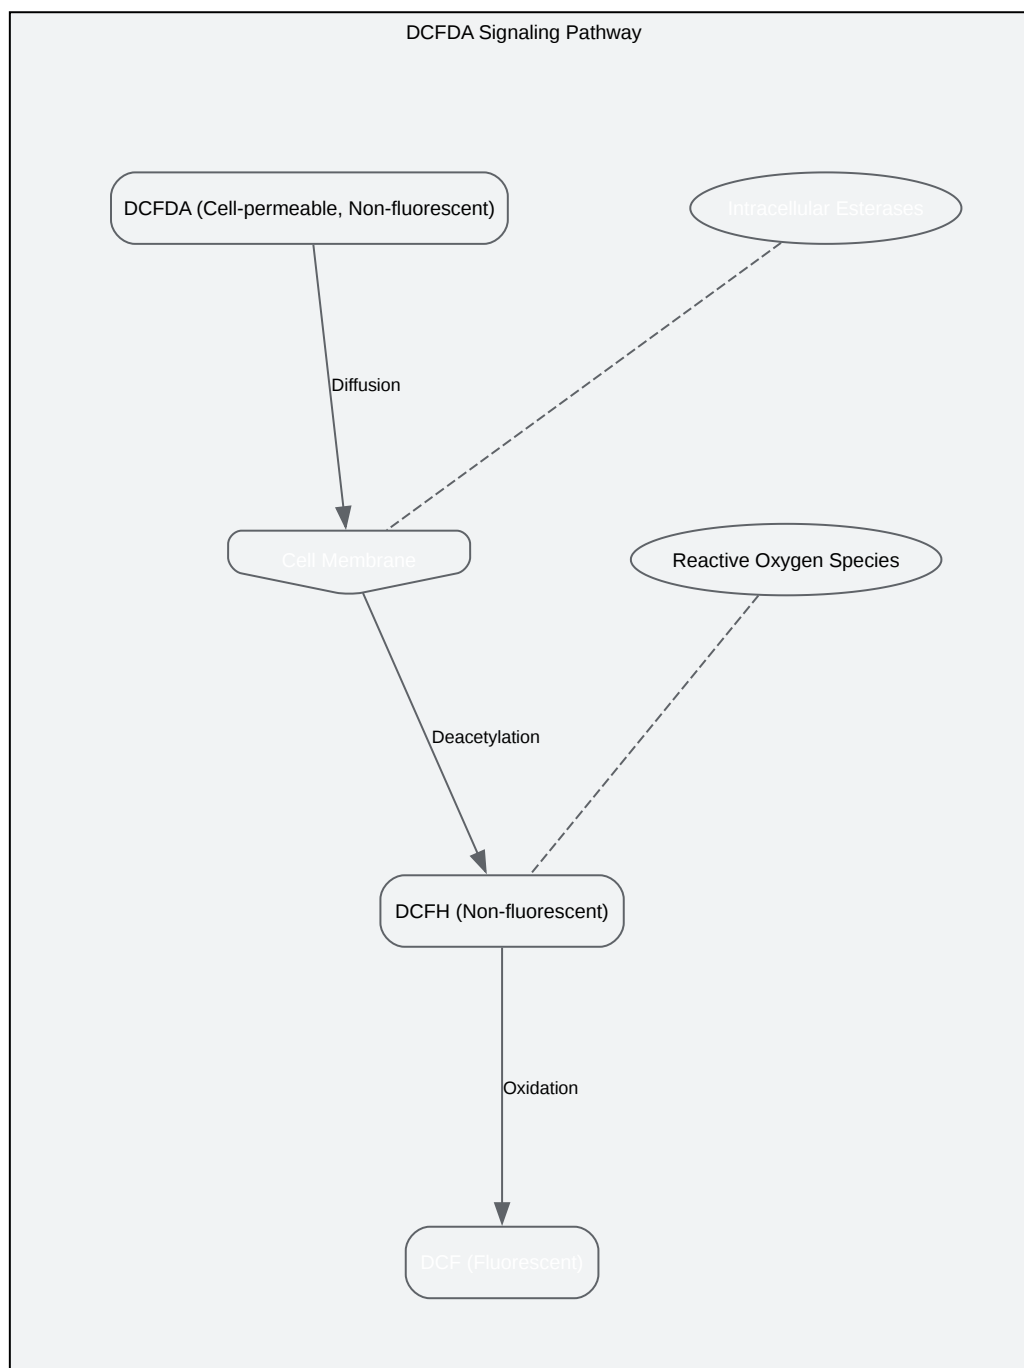 DCFDA Signaling Pathway
DCFDA (Cell-permeable, Non-fluorescent)
Intracellular Esterases
Diffusion
Cell Membrane
Reactive Oxygen Species
Deacetylation
DCFH (Non-fluorescent)
Oxidation
DCF (Fluorescent)